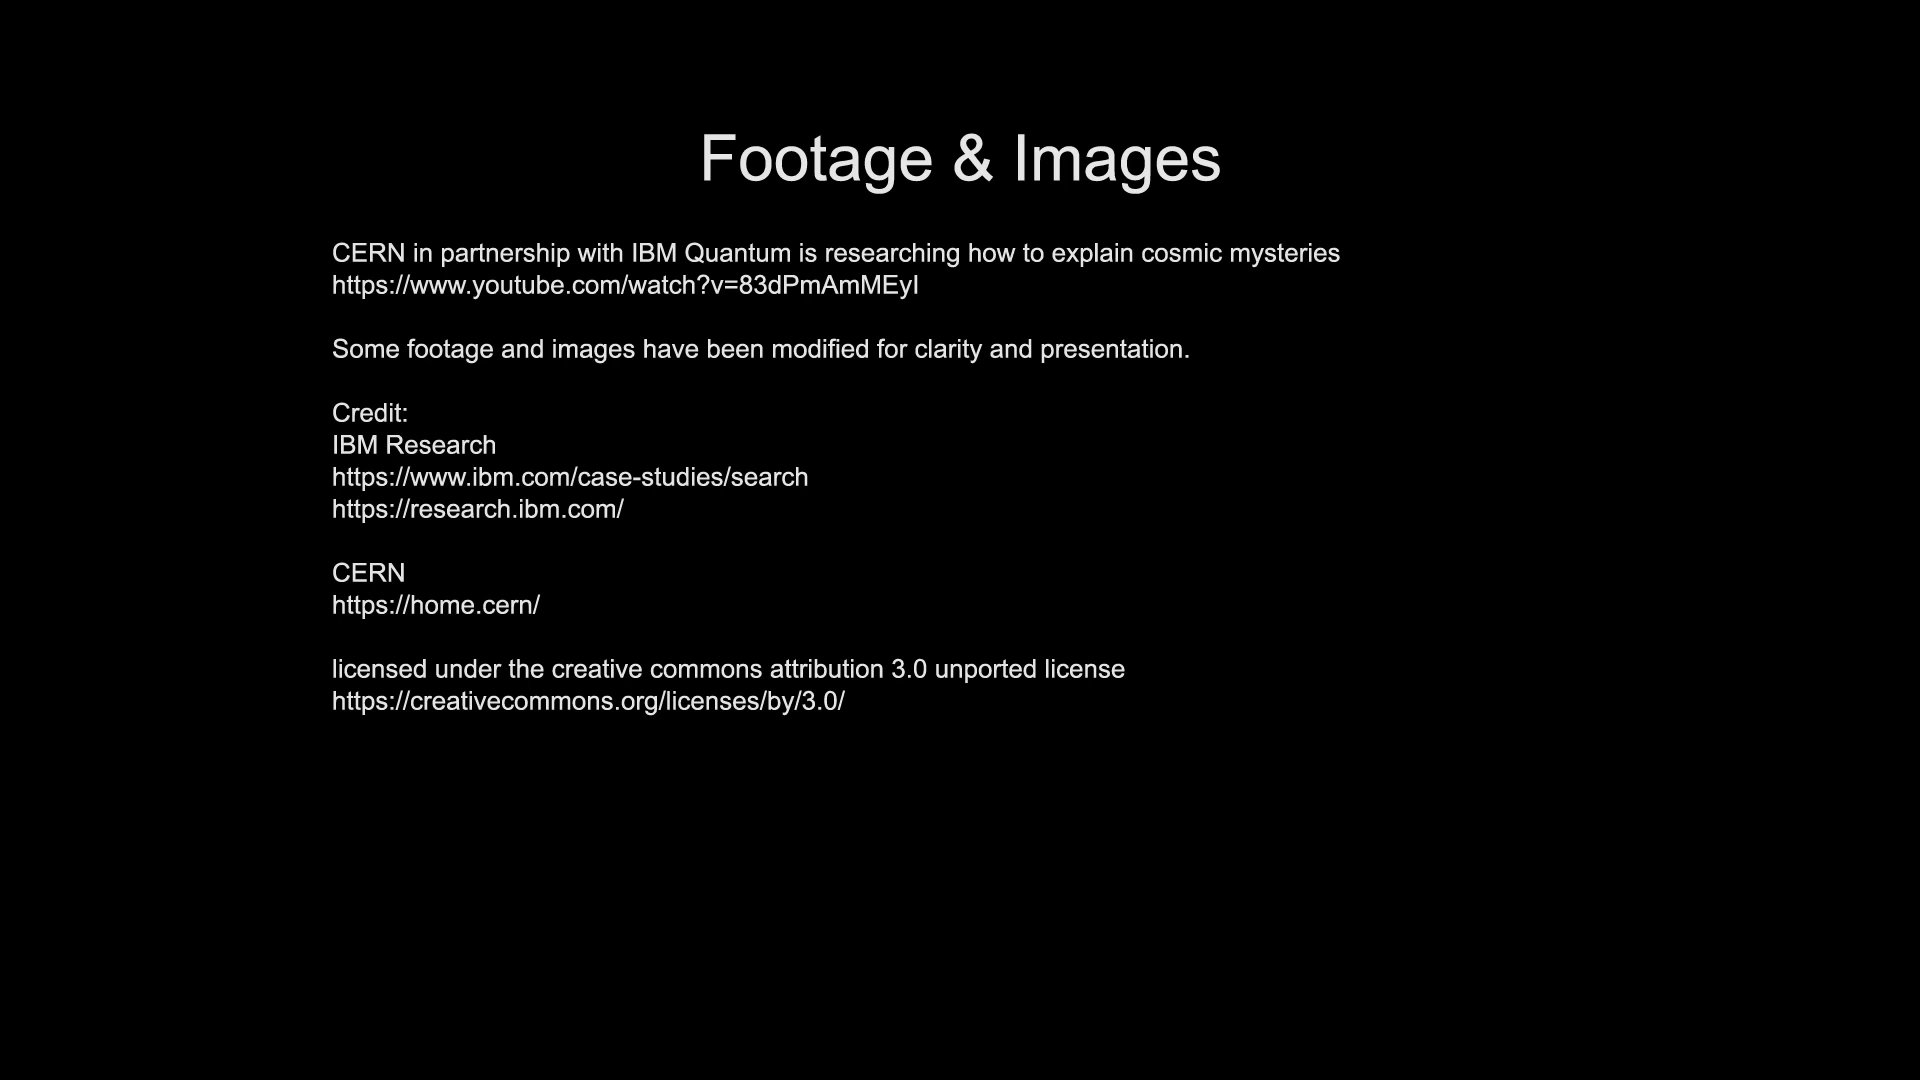 Footage & Images
CERN in partnership with IBM Quantum is researching how to explain cosmic mysteries
https://www.youtube.com/watch?v=83dPmAmMEyI
Some footage and images have been modified for clarity and presentation.
Credit:
IBM Research
https://www.ibm.com/case-studies/search
https://research.ibm.com/
CERN
https://home.cern/
licensed under the creative commons attribution 3.0 unported license
https://creativecommons.org/licenses/by/3.0/